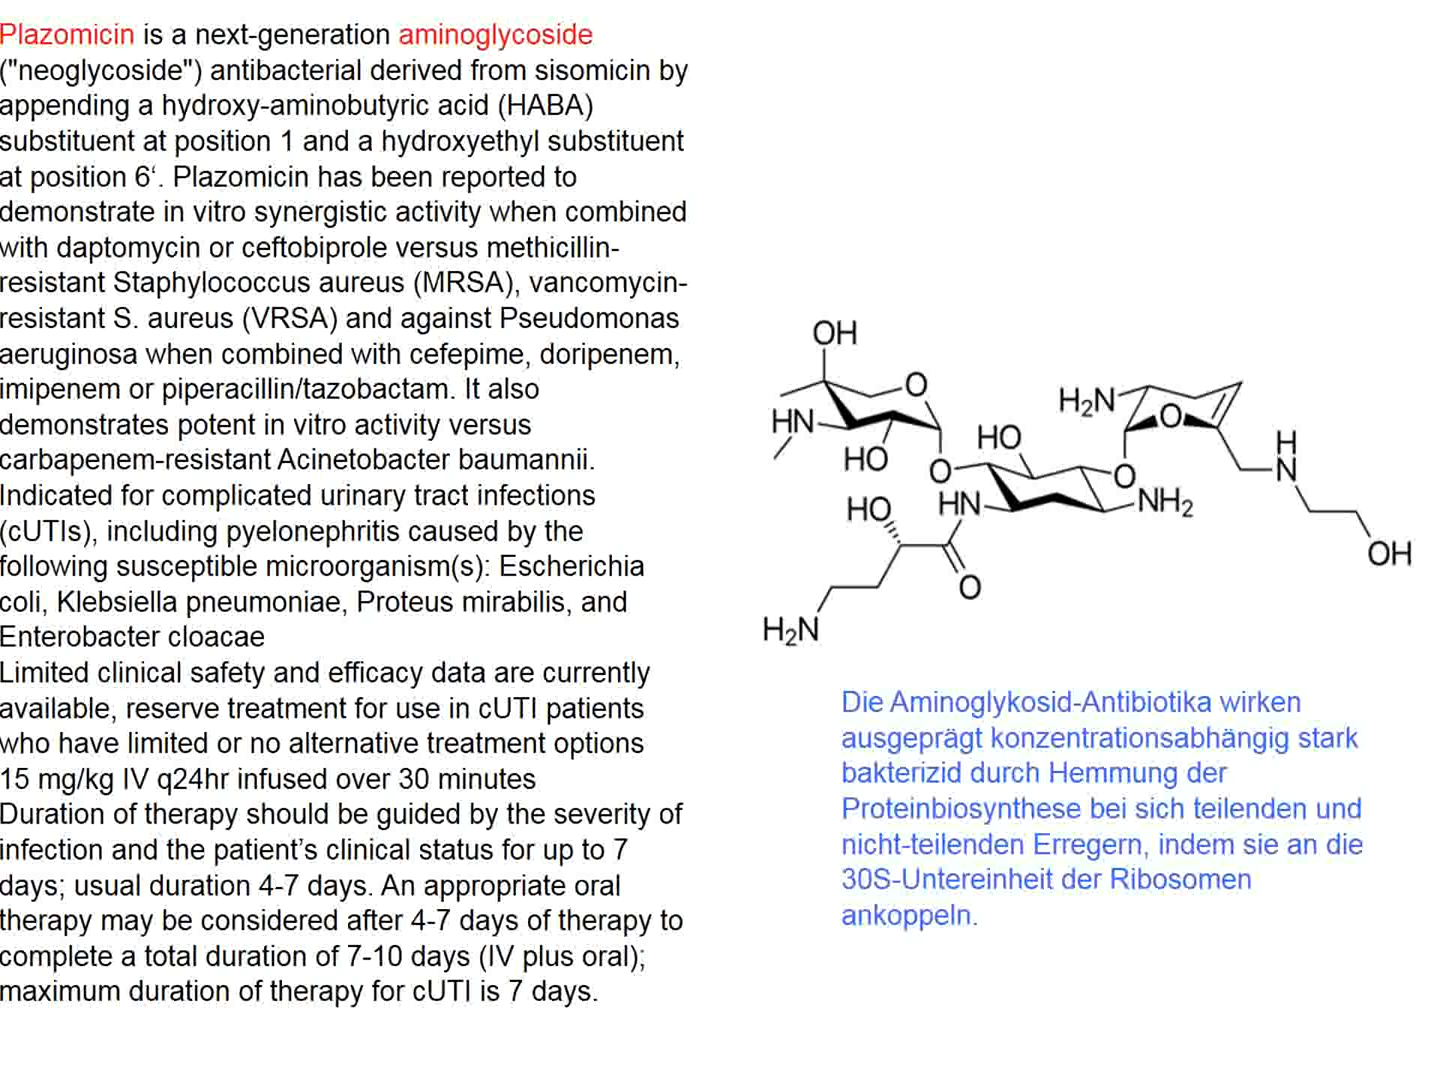 Plazomicin is a next-generation aminoglycoside
("neoglycoside") antibacterial derived from sisomicin by
appending a hydroxy-aminobutyric acid (HABA)
substituent at position 1 and a hydroxyethyl substituent
at position 6‘. Plazomicin has been reported to
demonstrate in vitro synergistic activity when combined
with daptomycin or ceftobiprole versus methicillin-
resistant Staphylococcus aureus (MRSA), vancomycin-
resistant S. aureus (VRSA) and against Pseudomonas
aeruginosa when combined with cefepime, doripenem,
imipenem or piperacillin/tazobactam. It also
demonstrates potent in vitro activity versus
carbapenem-resistant Acinetobacter baumannii.
Indicated for complicated urinary tract infections
(cUTIs), including pyelonephritis caused by the
following susceptible microorganism(s): Escherichia
coli, Klebsiella pneumoniae, Proteus mirabilis, and
Enterobacter cloacae
Limited clinical safety and efficacy data are currently
available, reserve treatment for use in cUTI patients
who have limited or no alternative treatment options
15 mg/kg IV q24hr infused over 30 minutes
Duration of therapy should be guided by the severity of
infection and the patient’s clinical status for up to 7
days; usual duration 4-7 days. An appropriate oral
therapy may be considered after 4-7 days of therapy to
complete a total duration of 7-10 days (IV plus oral);
maximum duration of therapy for cUTI is 7 days.
OH
O
H₂N
O
HN
HO
HO
H
N
O
O
HO
HN
NH₂
OH
O
H₂N
Die Aminoglykosid-Antibiotika wirken
ausgeprägt konzentrationsabhängig stark
bakterizid durch Hemmung der
Proteinbiosynthese bei sich teilenden und
nicht-teilenden Erregern, indem sie an die
30S-Untereinheit der Ribosomen
ankoppeln.